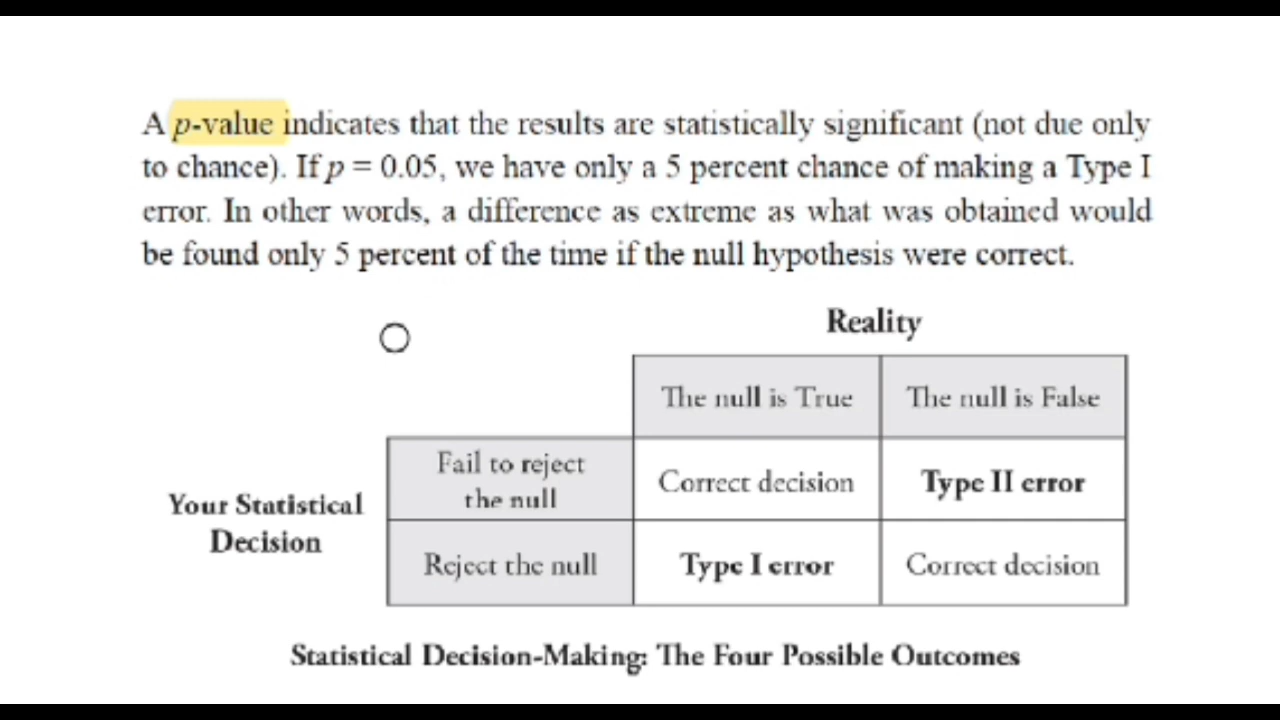 A p-value indicates that the results are statistically significant (not due only
to chance). If p = 0.05, we have only a 5 percent chance of making a Type I
error. In other words, a difference as extreme as what was obtained would
be found only 5 percent of the time if the null hypothesis were correct.
Reality
The null is True The null is False
Your Statistical
Decision
Fail to reject
the null
Correct decision Type II error
Reject the null Type I error Correct decision
Statistical Decision-Making: The Four Possible Outcomes